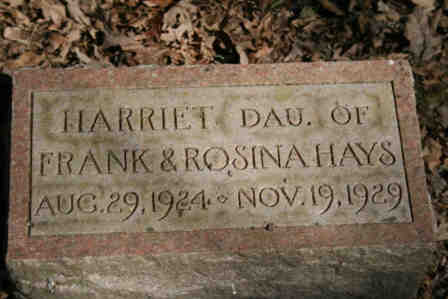 HARRIET DAU. OF
FRANK & ROSINA HAYS
AUG. 29, 1924 ⋄ NOV. 19, 1929